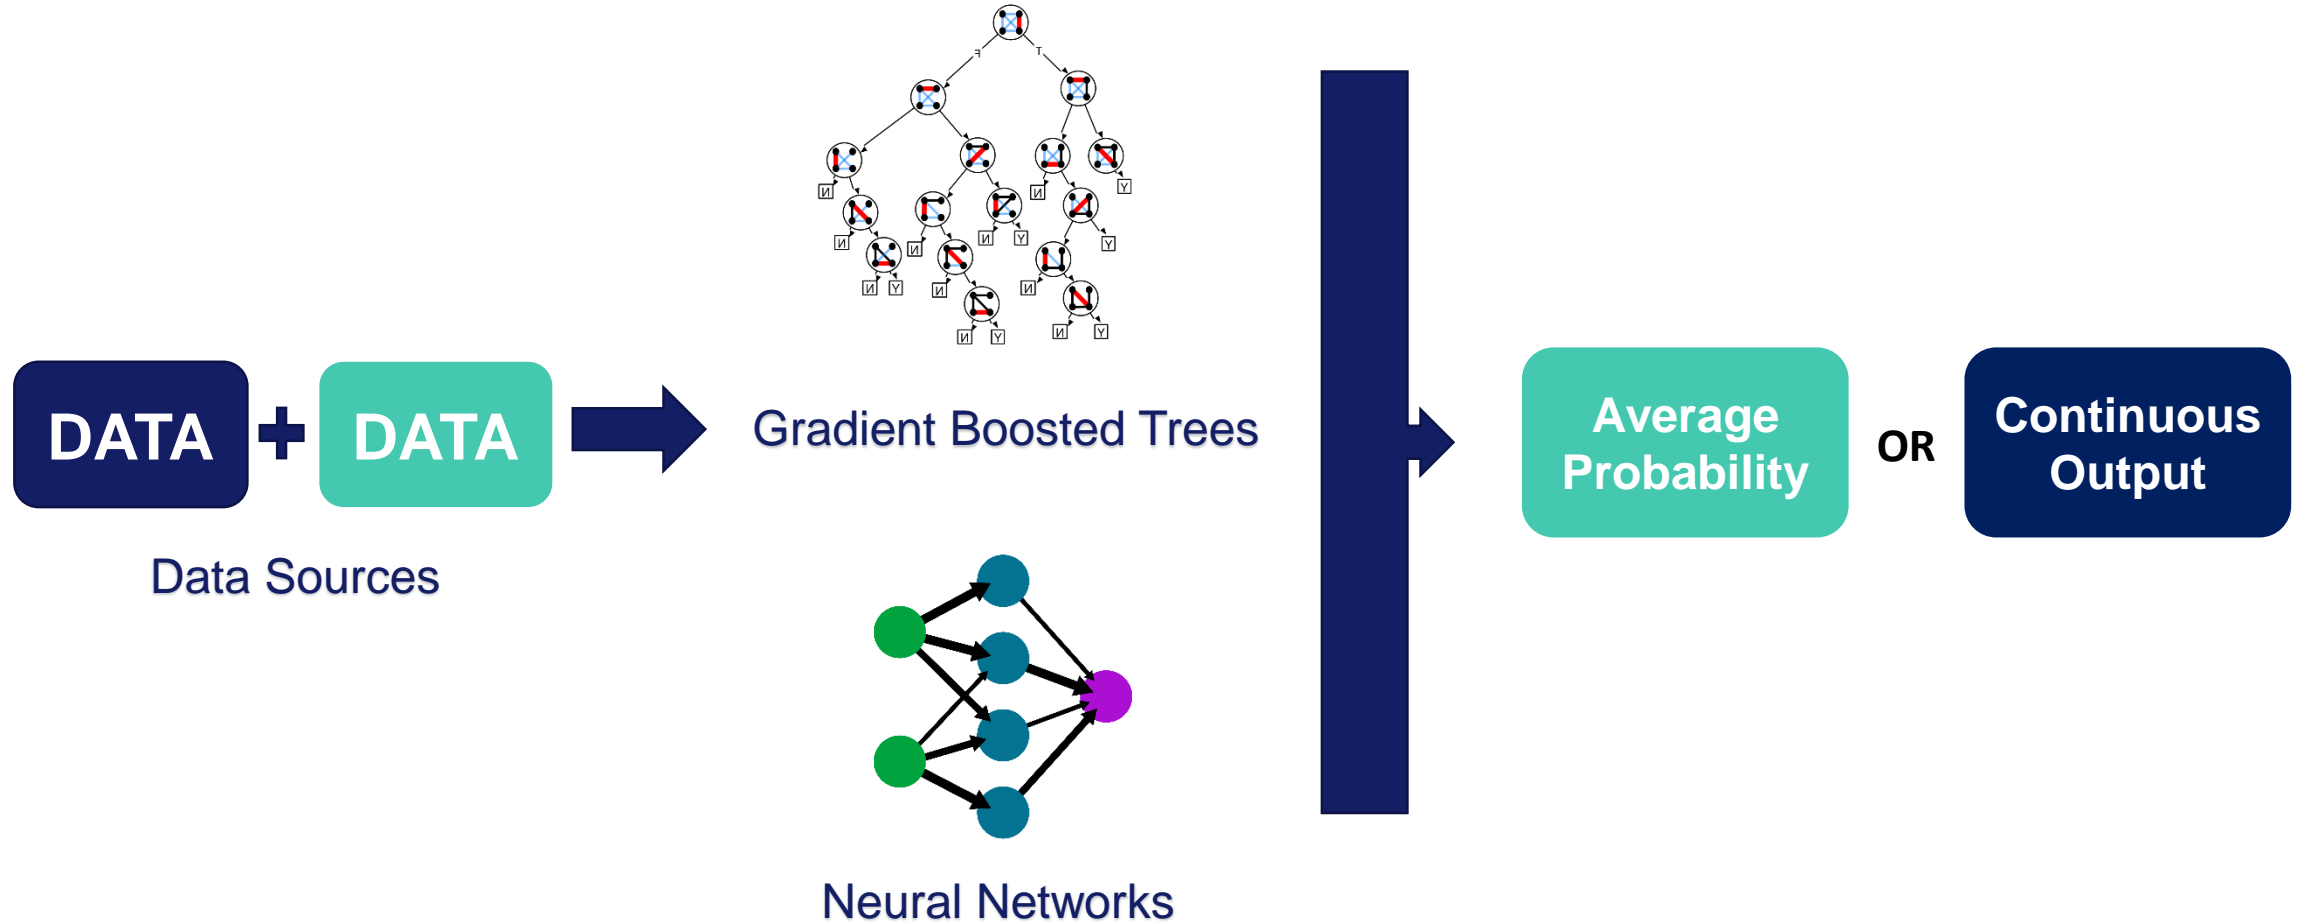 F T
N Y
N Y
N N Y Y
N
N Y N Y N
N Y N Y
DATA + DATA
Data Sources
Gradient Boosted Trees
Neural Networks
Average
Probability
OR
Continuous
Output